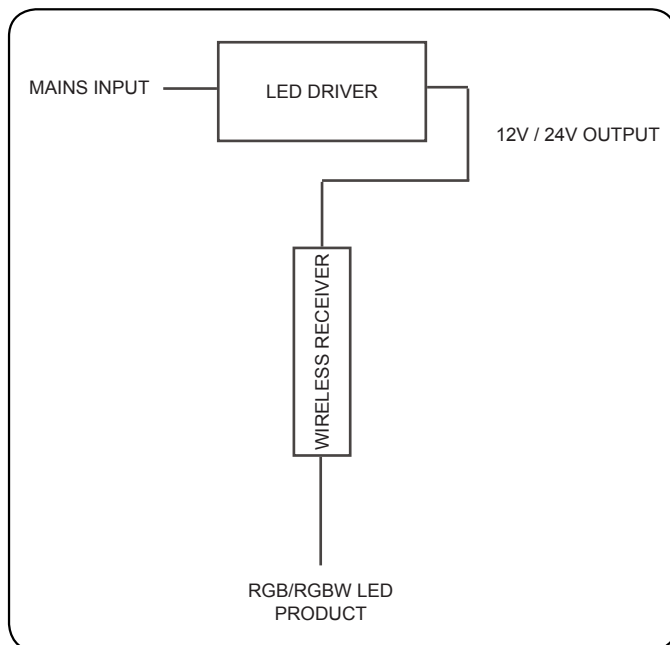 MAINS INPUT
LED DRIVER
12V / 24V OUTPUT
WIRELESS RECEIVER
RGB/RGBW LED
PRODUCT